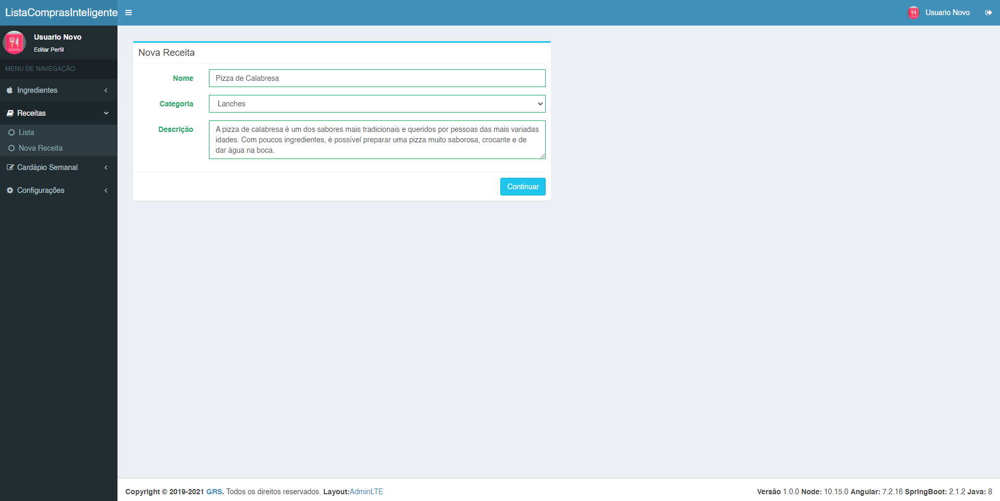 ListaComprasInteligente
Usuario Novo
Usuario Novo
Editar Perfil
MENU DE NAVEGAÇÃO
Ingredientes
Receitas
Lista
Nova Receita
Cardápio Semanal
Configurações
Nova Receita
Nome
Pizza de Calabresa
Categoria
Lanches
Descrição
A pizza de calabresa é um dos sabores mais tradicionais e queridos por pessoas das mais variadas
idades. Com poucos ingredientes, é possível preparar uma pizza muito saborosa, crocante e de
dar água na boca.
Continuar
Copyright © 2019-2021 GRS. Todos os direitos reservados. Layout:AdminLTE
Versão 1.0.0 Node: 10.15.0 Angular: 7.2.16 SpringBoot: 2.1.2 Java: 8